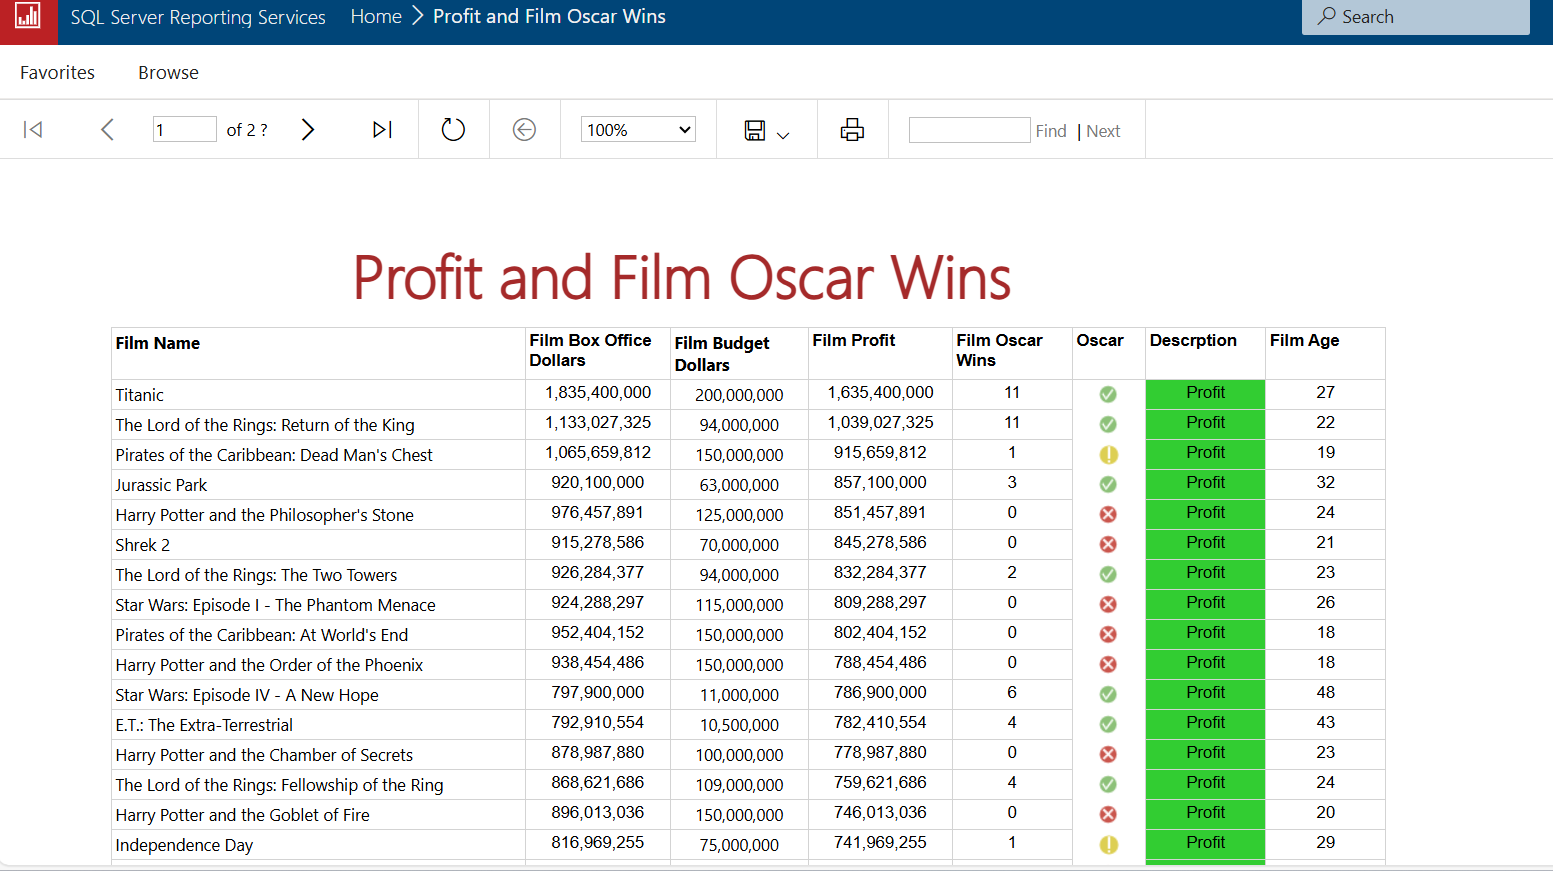 SQL Server Reporting Services Home Profit and Film Oscar Wins Search
Favorites Browse
1 of 2 ? 100% Find | Next
Profit and Film Oscar Wins
Film Name Film Box Office Dollars Film Budget Dollars Film Profit Film Oscar Wins Oscar Descrption Film Age
Titanic 1,835,400,000 200,000,000 1,635,400,000 11 Profit 27
The Lord of the Rings: Return of the King 1,133,027,325 94,000,000 1,039,027,325 11 Profit 22
Pirates of the Caribbean: Dead Man's Chest 1,065,659,812 150,000,000 915,659,812 1 Profit 19
Jurassic Park 920,100,000 63,000,000 857,100,000 3 Profit 32
Harry Potter and the Philosopher's Stone 976,457,891 125,000,000 851,457,891 0 Profit 24
Shrek 2 915,278,586 70,000,000 845,278,586 0 Profit 21
The Lord of the Rings: The Two Towers 926,284,377 94,000,000 832,284,377 2 Profit 23
Star Wars: Episode I - The Phantom Menace 924,288,297 115,000,000 809,288,297 0 Profit 26
Pirates of the Caribbean: At World's End 952,404,152 150,000,000 802,404,152 0 Profit 18
Harry Potter and the Order of the Phoenix 938,454,486 150,000,000 788,454,486 0 Profit 18
Star Wars: Episode IV - A New Hope 797,900,000 11,000,000 786,900,000 6 Profit 48
E.T.: The Extra-Terrestrial 792,910,554 10,500,000 782,410,554 4 Profit 43
Harry Potter and the Chamber of Secrets 878,987,880 100,000,000 778,987,880 0 Profit 23
The Lord of the Rings: Fellowship of the Ring 868,621,686 109,000,000 759,621,686 4 Profit 24
Harry Potter and the Goblet of Fire 896,013,036 150,000,000 746,013,036 0 Profit 20
Independence Day 816,969,255 75,000,000 741,969,255 1 Profit 29